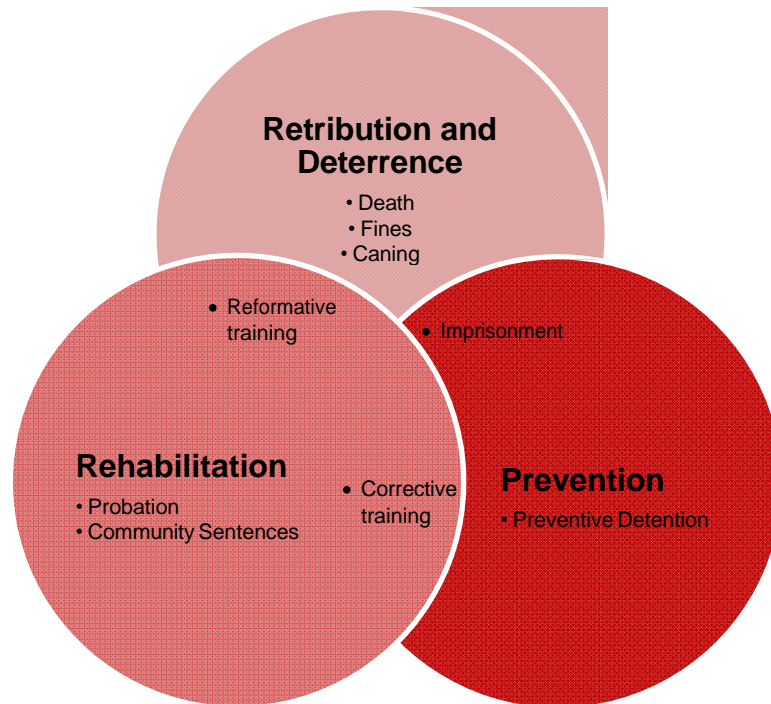 Retribution and
Deterrence
• Death
• Fines
• Caning
• Reformative
training
• Imprisonment
Rehabilitation
• Probation
• Community Sentences
• Corrective
training
Prevention
• Preventive Detention